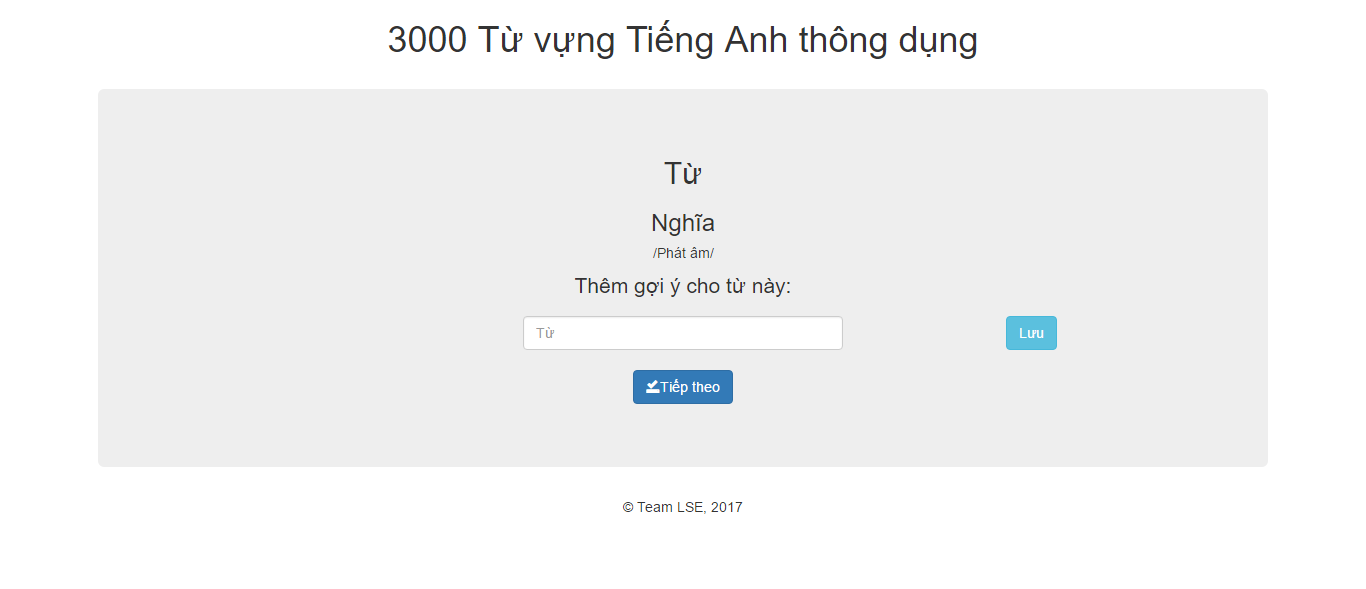 3000 Từ vựng Tiếng Anh thông dụng
Từ
Nghĩa
/Phát âm/
Thêm gợi ý cho từ này:
Từ
Lưu
Tiếp theo
© Team LSE, 2017